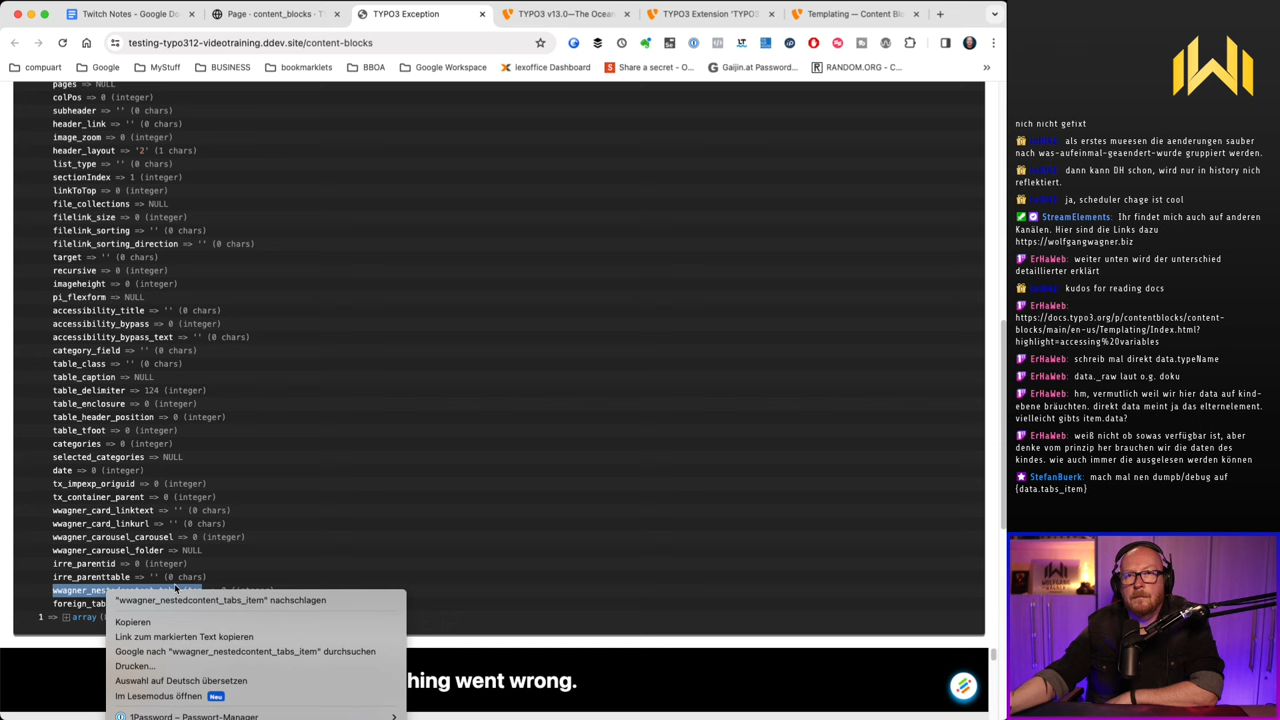 Twitch Notes - Google Do
Page · content_blocks · T
TYPO3 Exception
TYPO3 v13.0—The Ocean
TYPO3 Extension 'TYPO3
Templating — Content Blo
testing-typo312-videotraining.ddev.site/content-blocks
compuart
Google
MyStuff
BUSINESS
bookmarklets
BBOA
Google Workspace
lexoffice Dashboard
Share a secret - O...
Gaijin.at Password...
RANDOM.ORG - C...
»
pages => NULL
colPos => 0 (integer)
subheader => '' (0 chars)
header_link => '' (0 chars)
image_zoom => 0 (integer)
header_layout => '2' (1 chars)
list_type => '' (0 chars)
sectionIndex => 1 (integer)
linkToTop => 0 (integer)
file_collections => NULL
filelink_size => 0 (integer)
filelink_sorting => '' (0 chars)
filelink_sorting_direction => '' (0 chars)
target => '' (0 chars)
recursive => 0 (integer)
imageheight => 0 (integer)
pi_flexform => NULL
accessibility_title => '' (0 chars)
accessibility_bypass => 0 (integer)
accessibility_bypass_text => '' (0 chars)
category_field => '' (0 chars)
table_class => '' (0 chars)
table_caption => NULL
table_delimiter => 124 (integer)
table_enclosure => 0 (integer)
table_header_position => 0 (integer)
table_tfoot => 0 (integer)
categories => 0 (integer)
selected_categories => NULL
date => 0 (integer)
tx_impexp_origuid => 0 (integer)
tx_container_parent => 0 (integer)
wwagner_card_linktext => '' (0 chars)
wwagner_card_linkurl => '' (0 chars)
wwagner_carousel_carousel => 0 (integer)
wwagner_carousel_folder => NULL
irre_parentid => 0 (integer)
irre_parenttable => '' (0 chars)
foreign_tab
1 => array (
"wwagner_nestedcontent_tabs_item" nachschlagen
Kopieren
Link zum markierten Text kopieren
Google nach "wwagner_nestedcontent_tabs_item" durchsuchen
Drucken...
Auswahl auf Deutsch übersetzen
Im Lesemodus öffnen Neu
1Password – Passwort-Manager
hing went wrong.
nich nicht gefixt
als erstes mueesen die aenderungen sauber
nach was-aufeinmal-geaendert-wurde gruppiert werden.
dann kann DH schon, wird nur in history nich
reflektiert.
ja, scheduler chage ist cool
StreamElements: Ihr findet mich auch auf anderen
Kanälen. Hier sind die Links dazu
https://wolfgangwagner.biz
ErHaWeb: weiter unten wird der unterschied
detaillierter erklärt
kudos for reading docs
ErHaWeb:
https://docs.typo3.org/p/contentblocks/content-
blocks/main/en-us/Templating/Index.html?
highlight=accessing%20variables
ErHaWeb: schreib mal direkt data.typeName
ErHaWeb: data._raw laut o.g. doku
ErHaWeb: hm, vermutlich weil wir hier data auf kind-
ebene bräuchten. direkt data meint ja das elternelement.
vielleicht gibts item.data?
ErHaWeb: weiß nicht ob sowas verfügbar ist, aber
denke vom prinzip her brauchen wir die daten des
kindes. wie auch immer die ausgelesen werden können
StefanBuerk: mach mal nen dumpb/debug auf
{data.tabs_item}